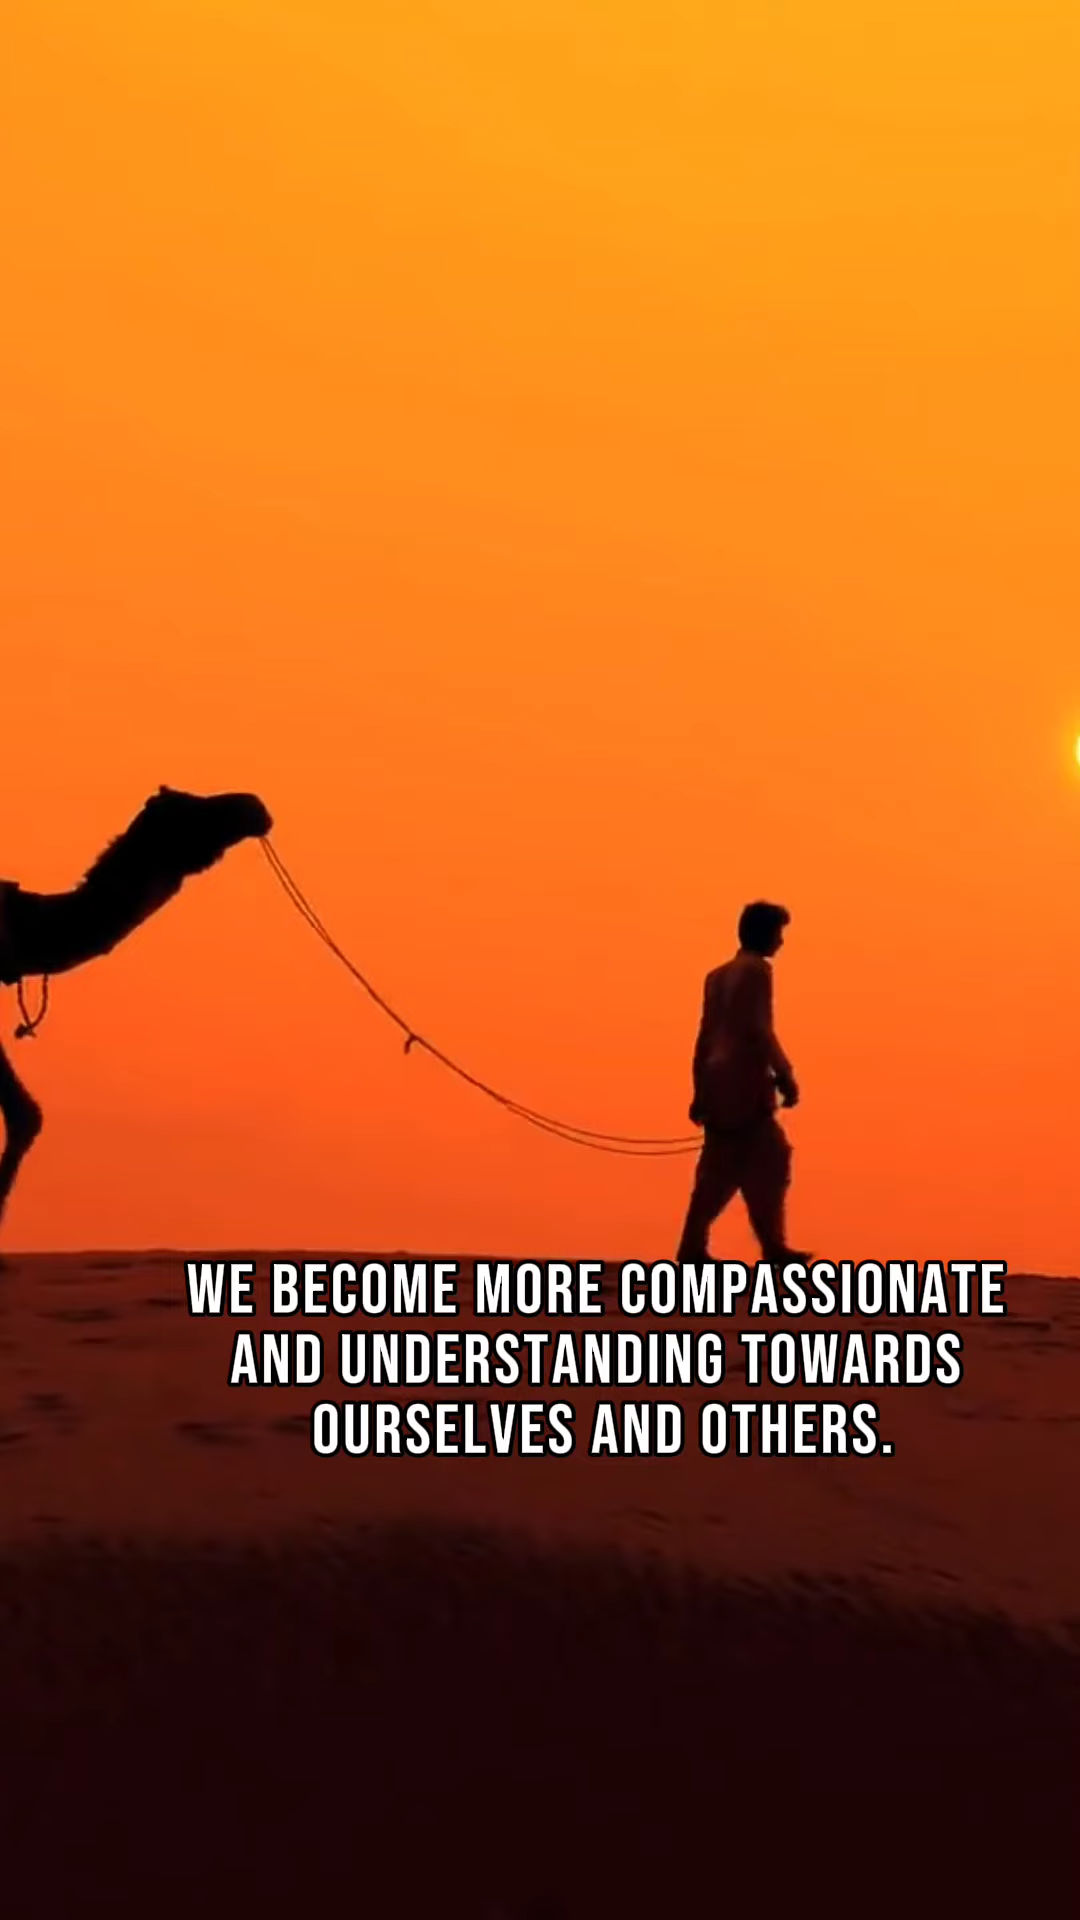 WE BECOME MORE COMPASSIONATE
AND UNDERSTANDING TOWARDS
OURSELVES AND OTHERS.